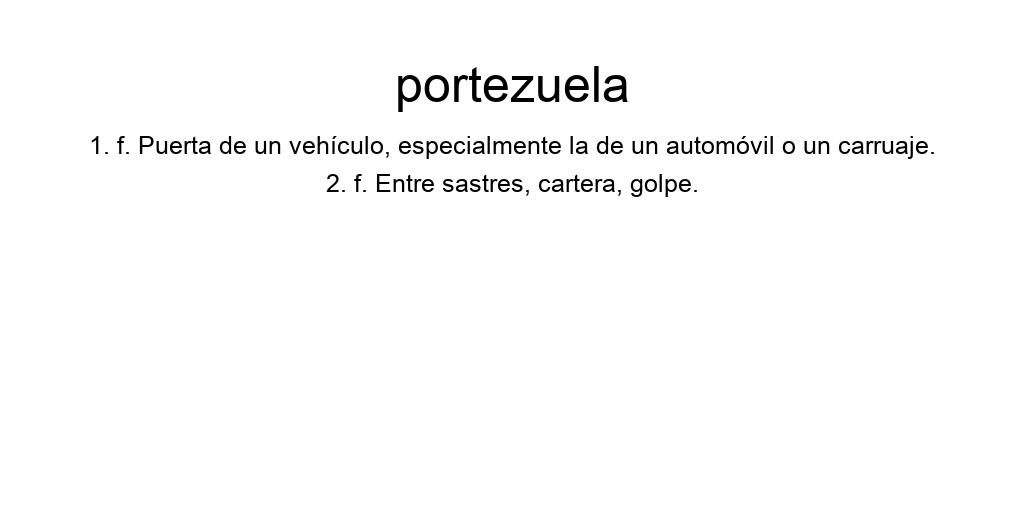 portezuela
1. f. Puerta de un vehículo, especialmente la de un automóvil o un carruaje.
2. f. Entre sastres, cartera, golpe.